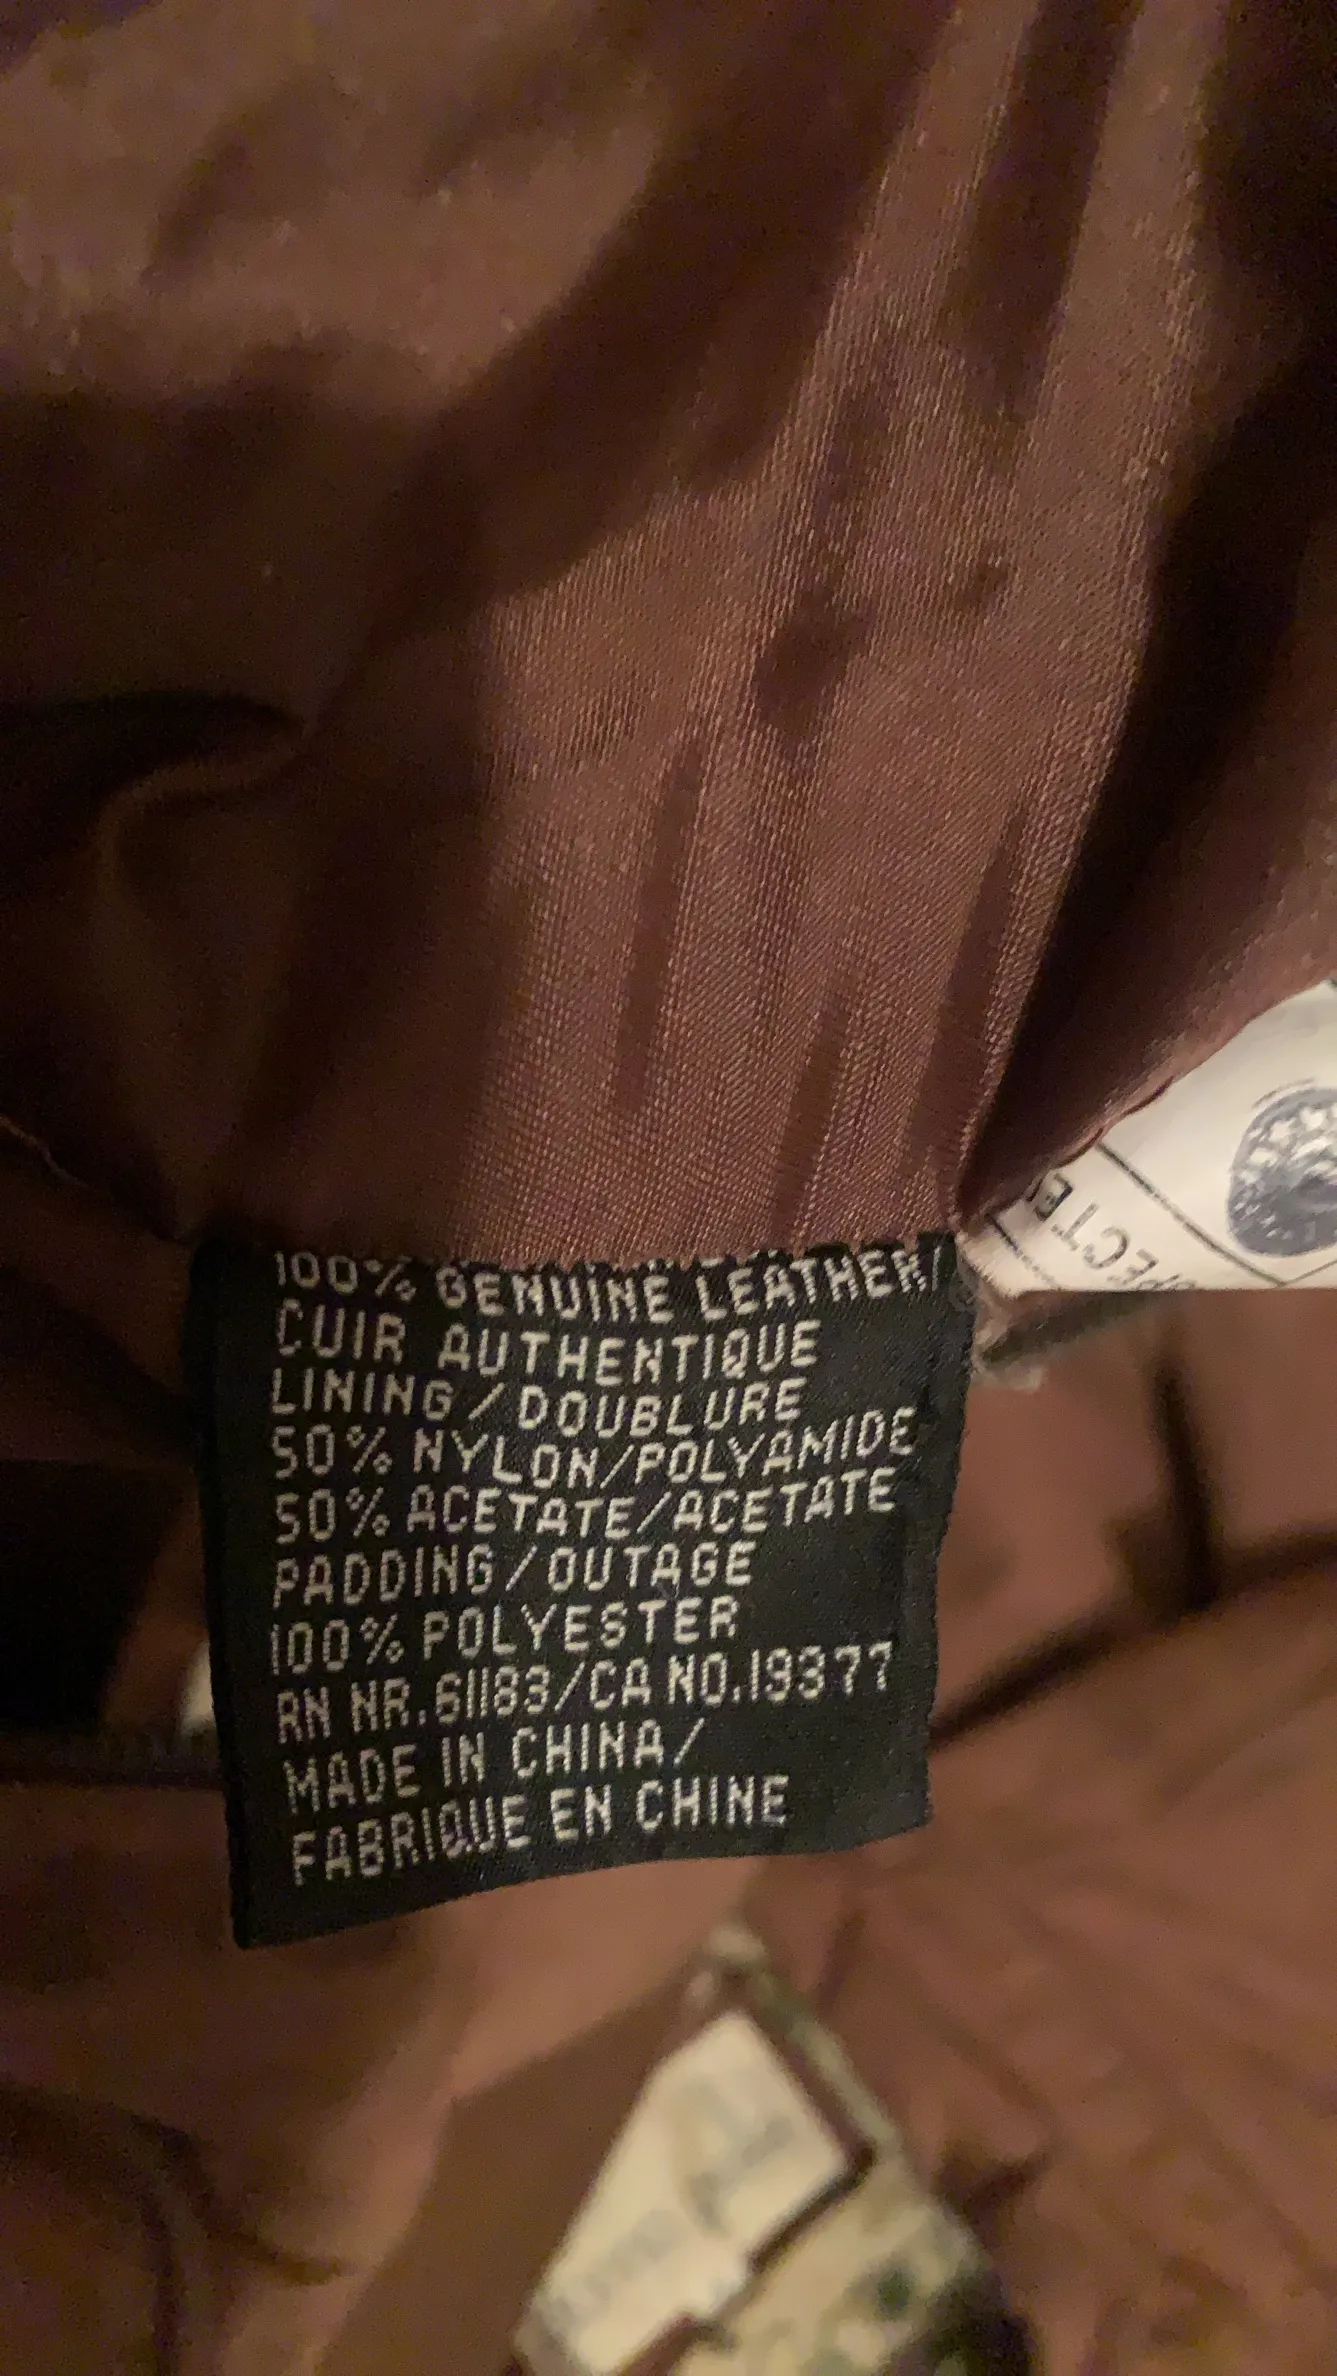 100% GENUINE LEATHER/
CUIR AUTHENTIQUE
LINING/DOUBLURE
50% NYLON/POLYAMIDE
50% ACETATE/ACETATE
PADDING/OUTAGE
100% POLYESTER
RN NR.61183/CA NO.19377
MADE IN CHINA/
FABRIQUE EN CHINE